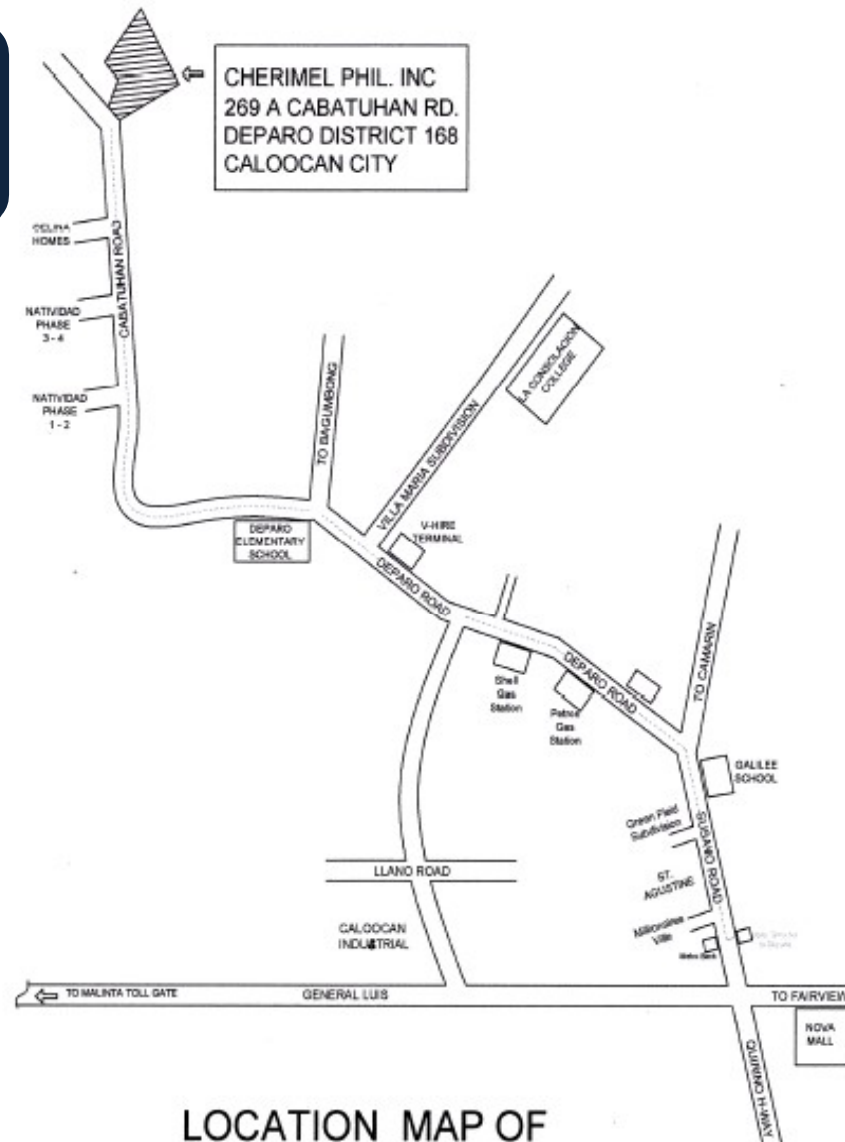 CHERIMEL PHIL. INC
269 A CABATUHAN RD.
DEPARO DISTRICT 168
CALOOCAN CITY
HOMES
CABATUHAN ROAD
NATIVIDAD
PHASE
3 - 4
NATIVIDAD
PHASE
1 - 2
TO BAGUMBONG
VILLA MARIA SUBDIVISION
LA CONSOLACION
COLLEGE
DEPARO
ELEMENTARY
SCHOOL
V-HIRE
TERMINAL
DEPARO ROAD
Shell
Gas
Station
Petron
Gas
Station
DEPARO ROAD
TO CAMARIN
GALILEE
SCHOOL
Green Field
Subdivision
SUSANO ROAD
ST.
AGUSTINE
Ville
LLANO ROAD
CALOOCAN
INDUSTRIAL
TO MALINTA TOLL GATE
GENERAL LUIS
TO FAIRVIEW
NOVA
MALL
QUIRINO H-WAY
LOCATION MAP OF